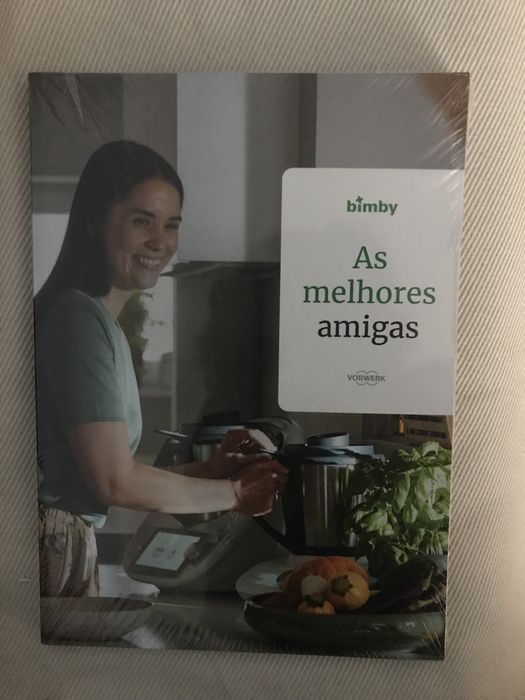 bimby
As
melhores
amigas
VORWERK